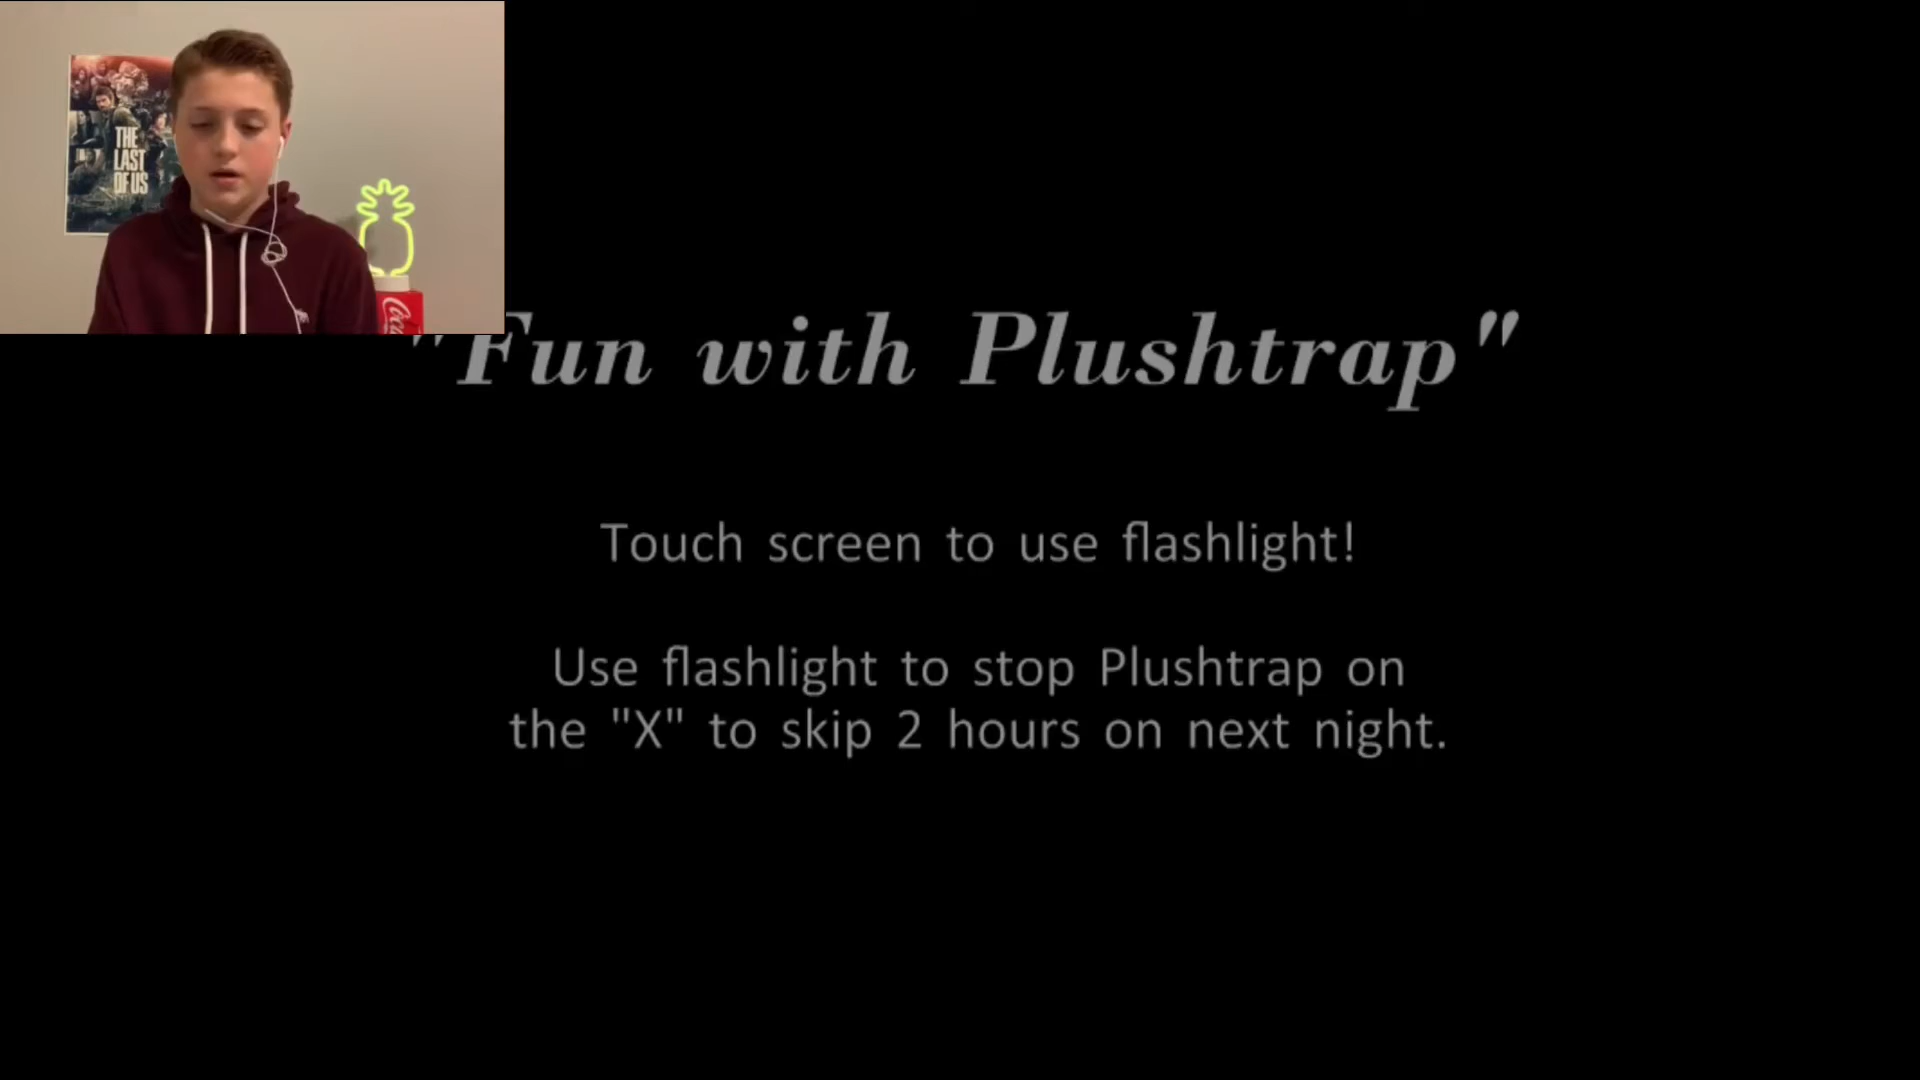 THE
LAST
OF US
"Fun with Plushtrap"
Touch screen to use flashlight!
Use flashlight to stop Plushtrap on
the "X" to skip 2 hours on next night.